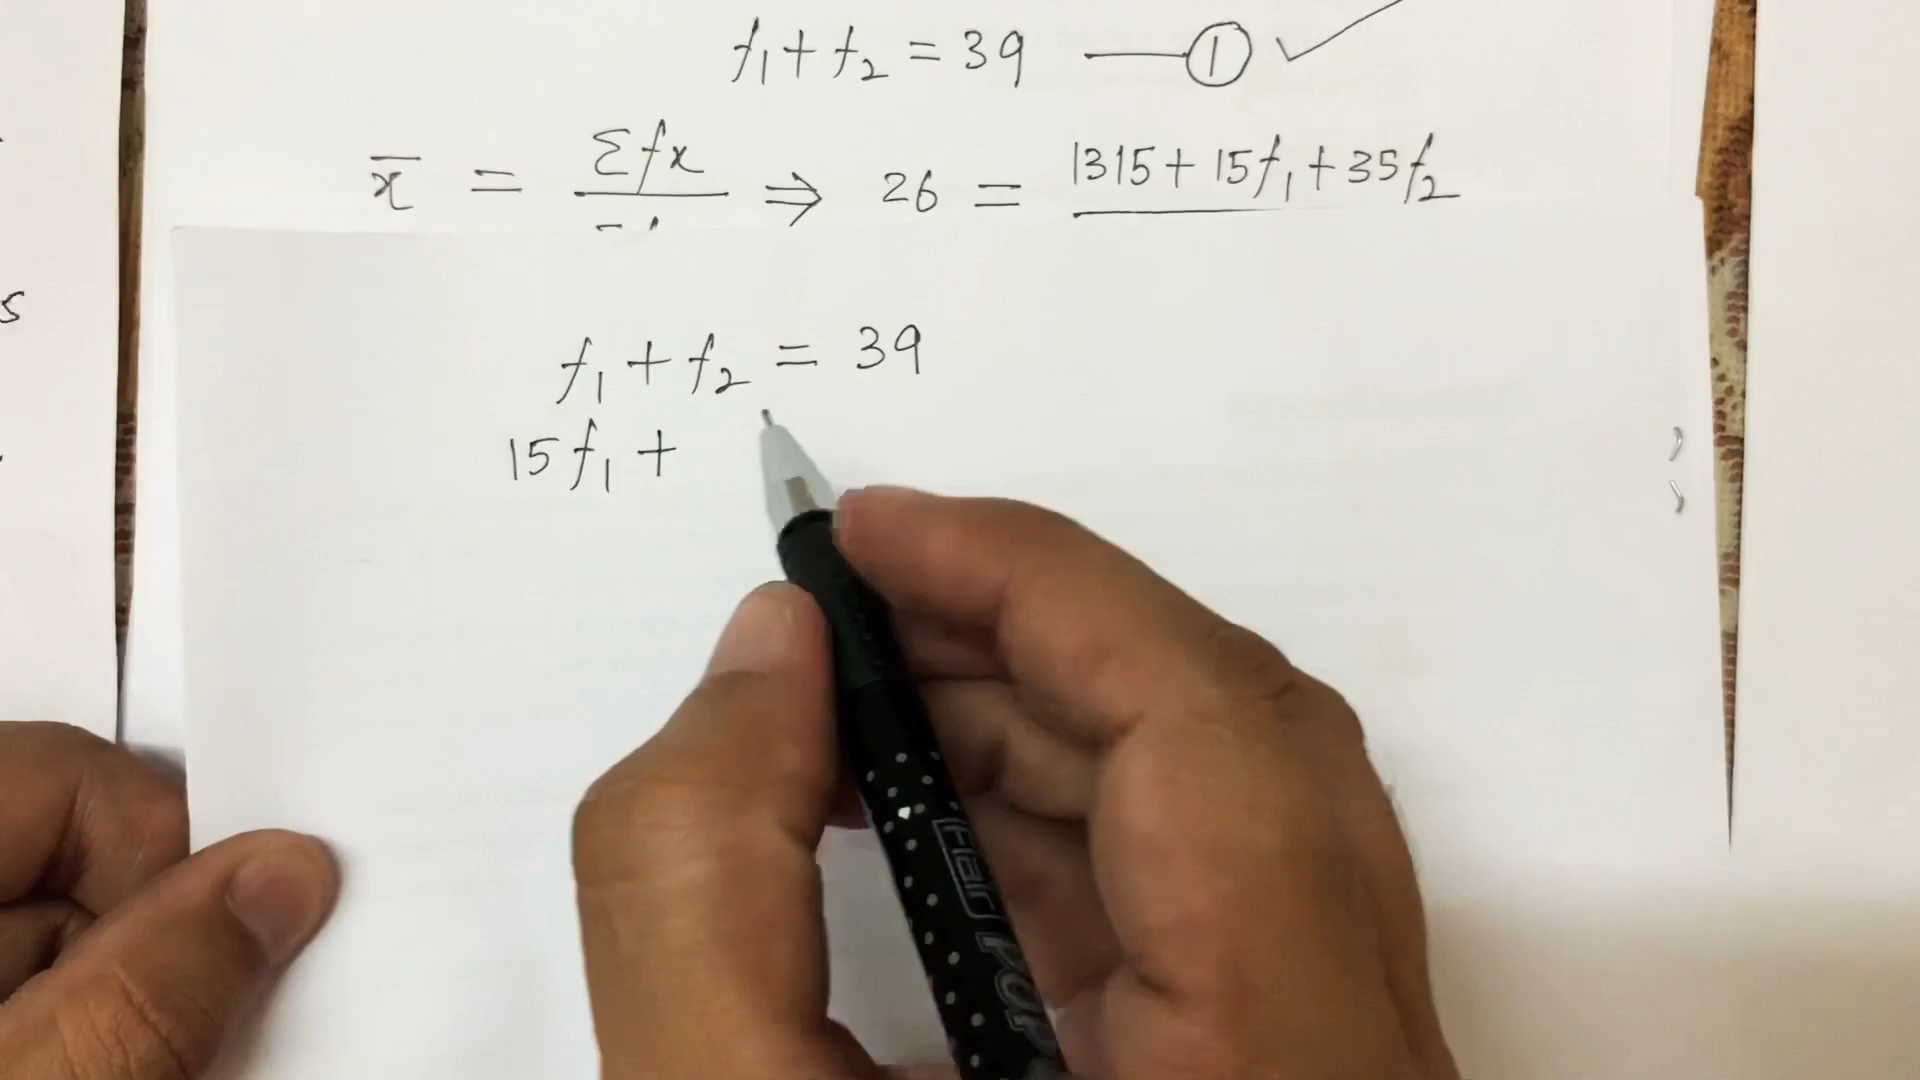 f₁ + f₂ = 39 —①✓
x̄ = Σfx ⇒ 26 = 1315 + 15f₁ + 35f₂
f₁ + f₂ = 39
15f₁ +
s
Flair POP